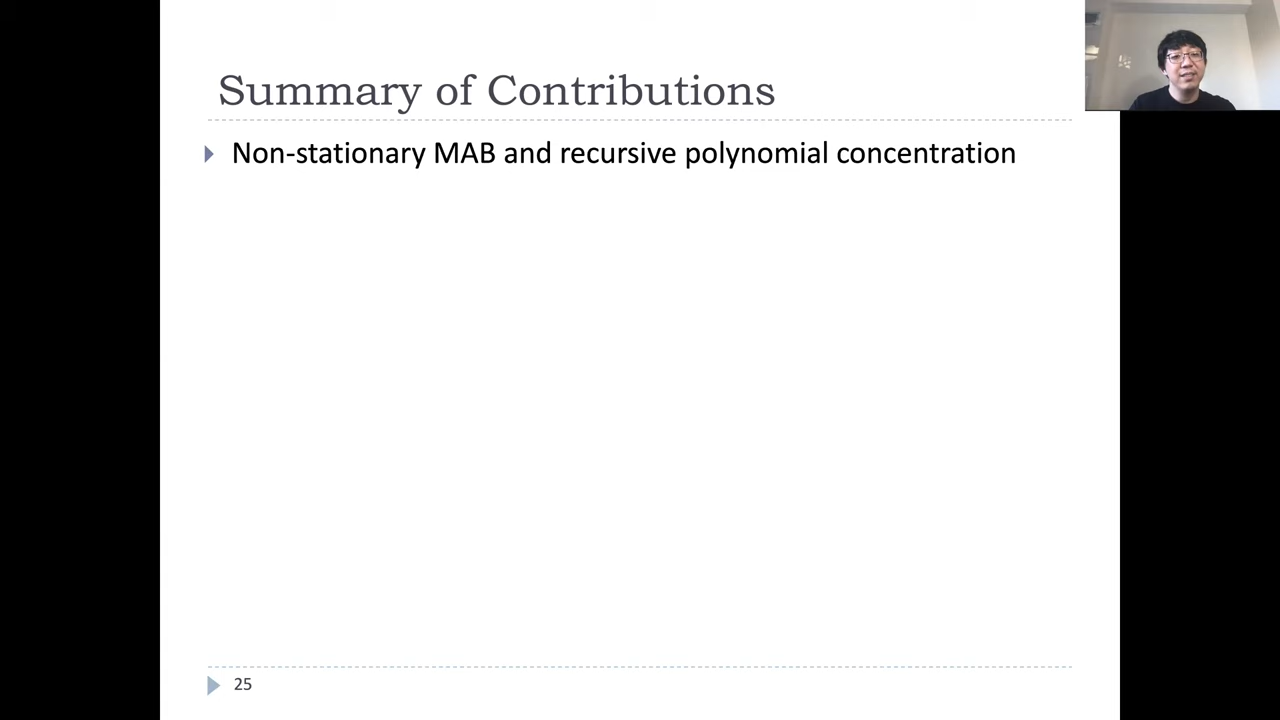 Summary of Contributions
Non-stationary MAB and recursive polynomial concentration
25